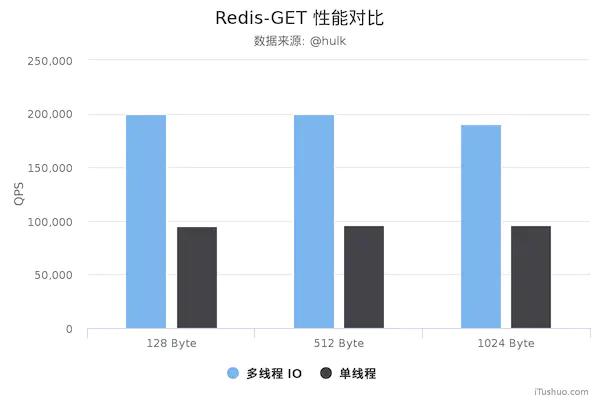 Redis-GET 性能对比
数据来源: @hulk
250,000
200,000
150,000
100,000
50,000
0
QPS
128 Byte
512 Byte
1024 Byte
多线程 IO
单线程
iTushuo.com